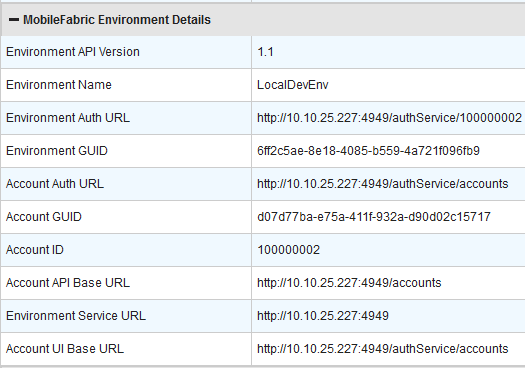 MobileFabric Environment Details
Environment API Version 1.1
Environment Name LocalDevEnv
Environment Auth URL http://10.10.25.227:4949/authService/100000002
Environment GUID 6ff2c5ae-8e18-4085-b559-4a721f096fb9
Account Auth URL http://10.10.25.227:4949/authService/accounts
Account GUID d07d77ba-e75a-411f-932a-d90d02c15717
Account ID 100000002
Account API Base URL http://10.10.25.227:4949/accounts
Environment Service URL http://10.10.25.227:4949
Account UI Base URL http://10.10.25.227:4949/authService/accounts